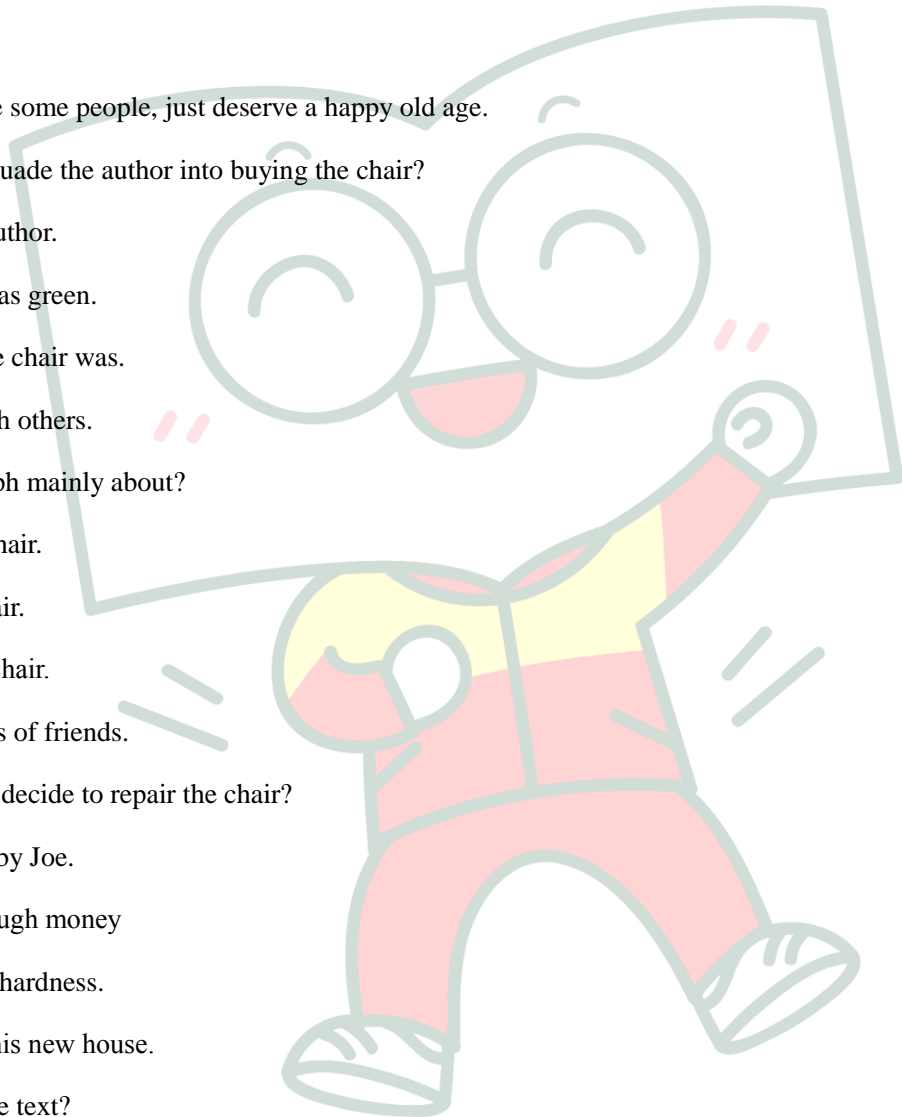 some people, just deserve a happy old age.
uade the author into buying the chair?
uthor.
as green.
e chair was.
h others.
ph mainly about?
hair.
air.
chair.
s of friends.
decide to repair the chair?
by Joe.
ugh money
hardness.
his new house.
e text?